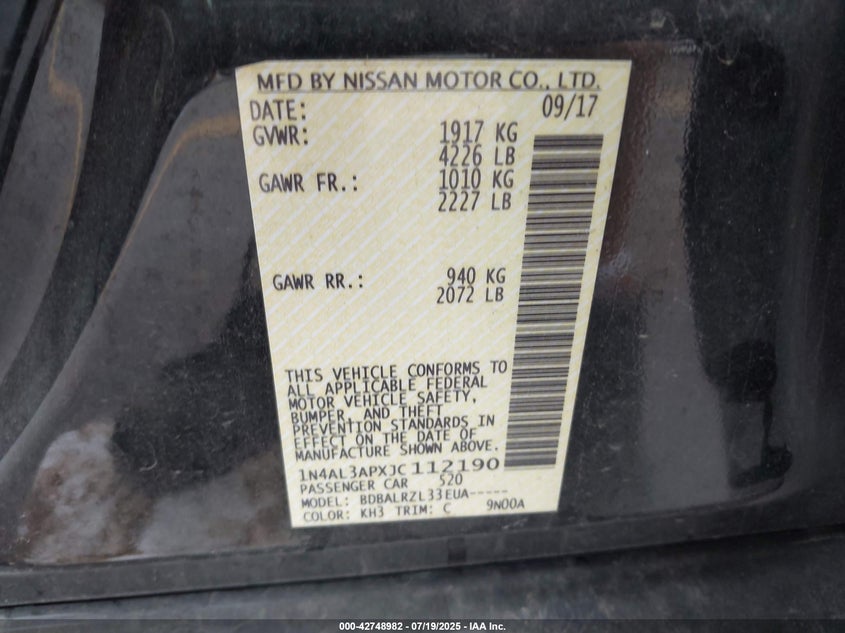 MFD BY NISSAN MOTOR CO., LTD.
DATE: 09/17
GVWR: 1917 KG
4226 LB
GAWR FR.: 1010 KG
2227 LB
GAWR RR.: 940 KG
2072 LB
THIS VEHICLE CONFORMS TO
ALL APPLICABLE FEDERAL
MOTOR VEHICLE SAFETY,
BUMPER, AND THEFT
PREVENTION STANDARDS IN
EFFECT ON THE DATE OF
MANUFACTURE SHOWN ABOVE.
1N4AL3APXJC112190
PASSENGER CAR 520
MODEL: BDBALRZL33EUA-----
COLOR: KH3 TRIM: C 9N00A
000-42748982 / 07/19/2025 - IAA Inc.